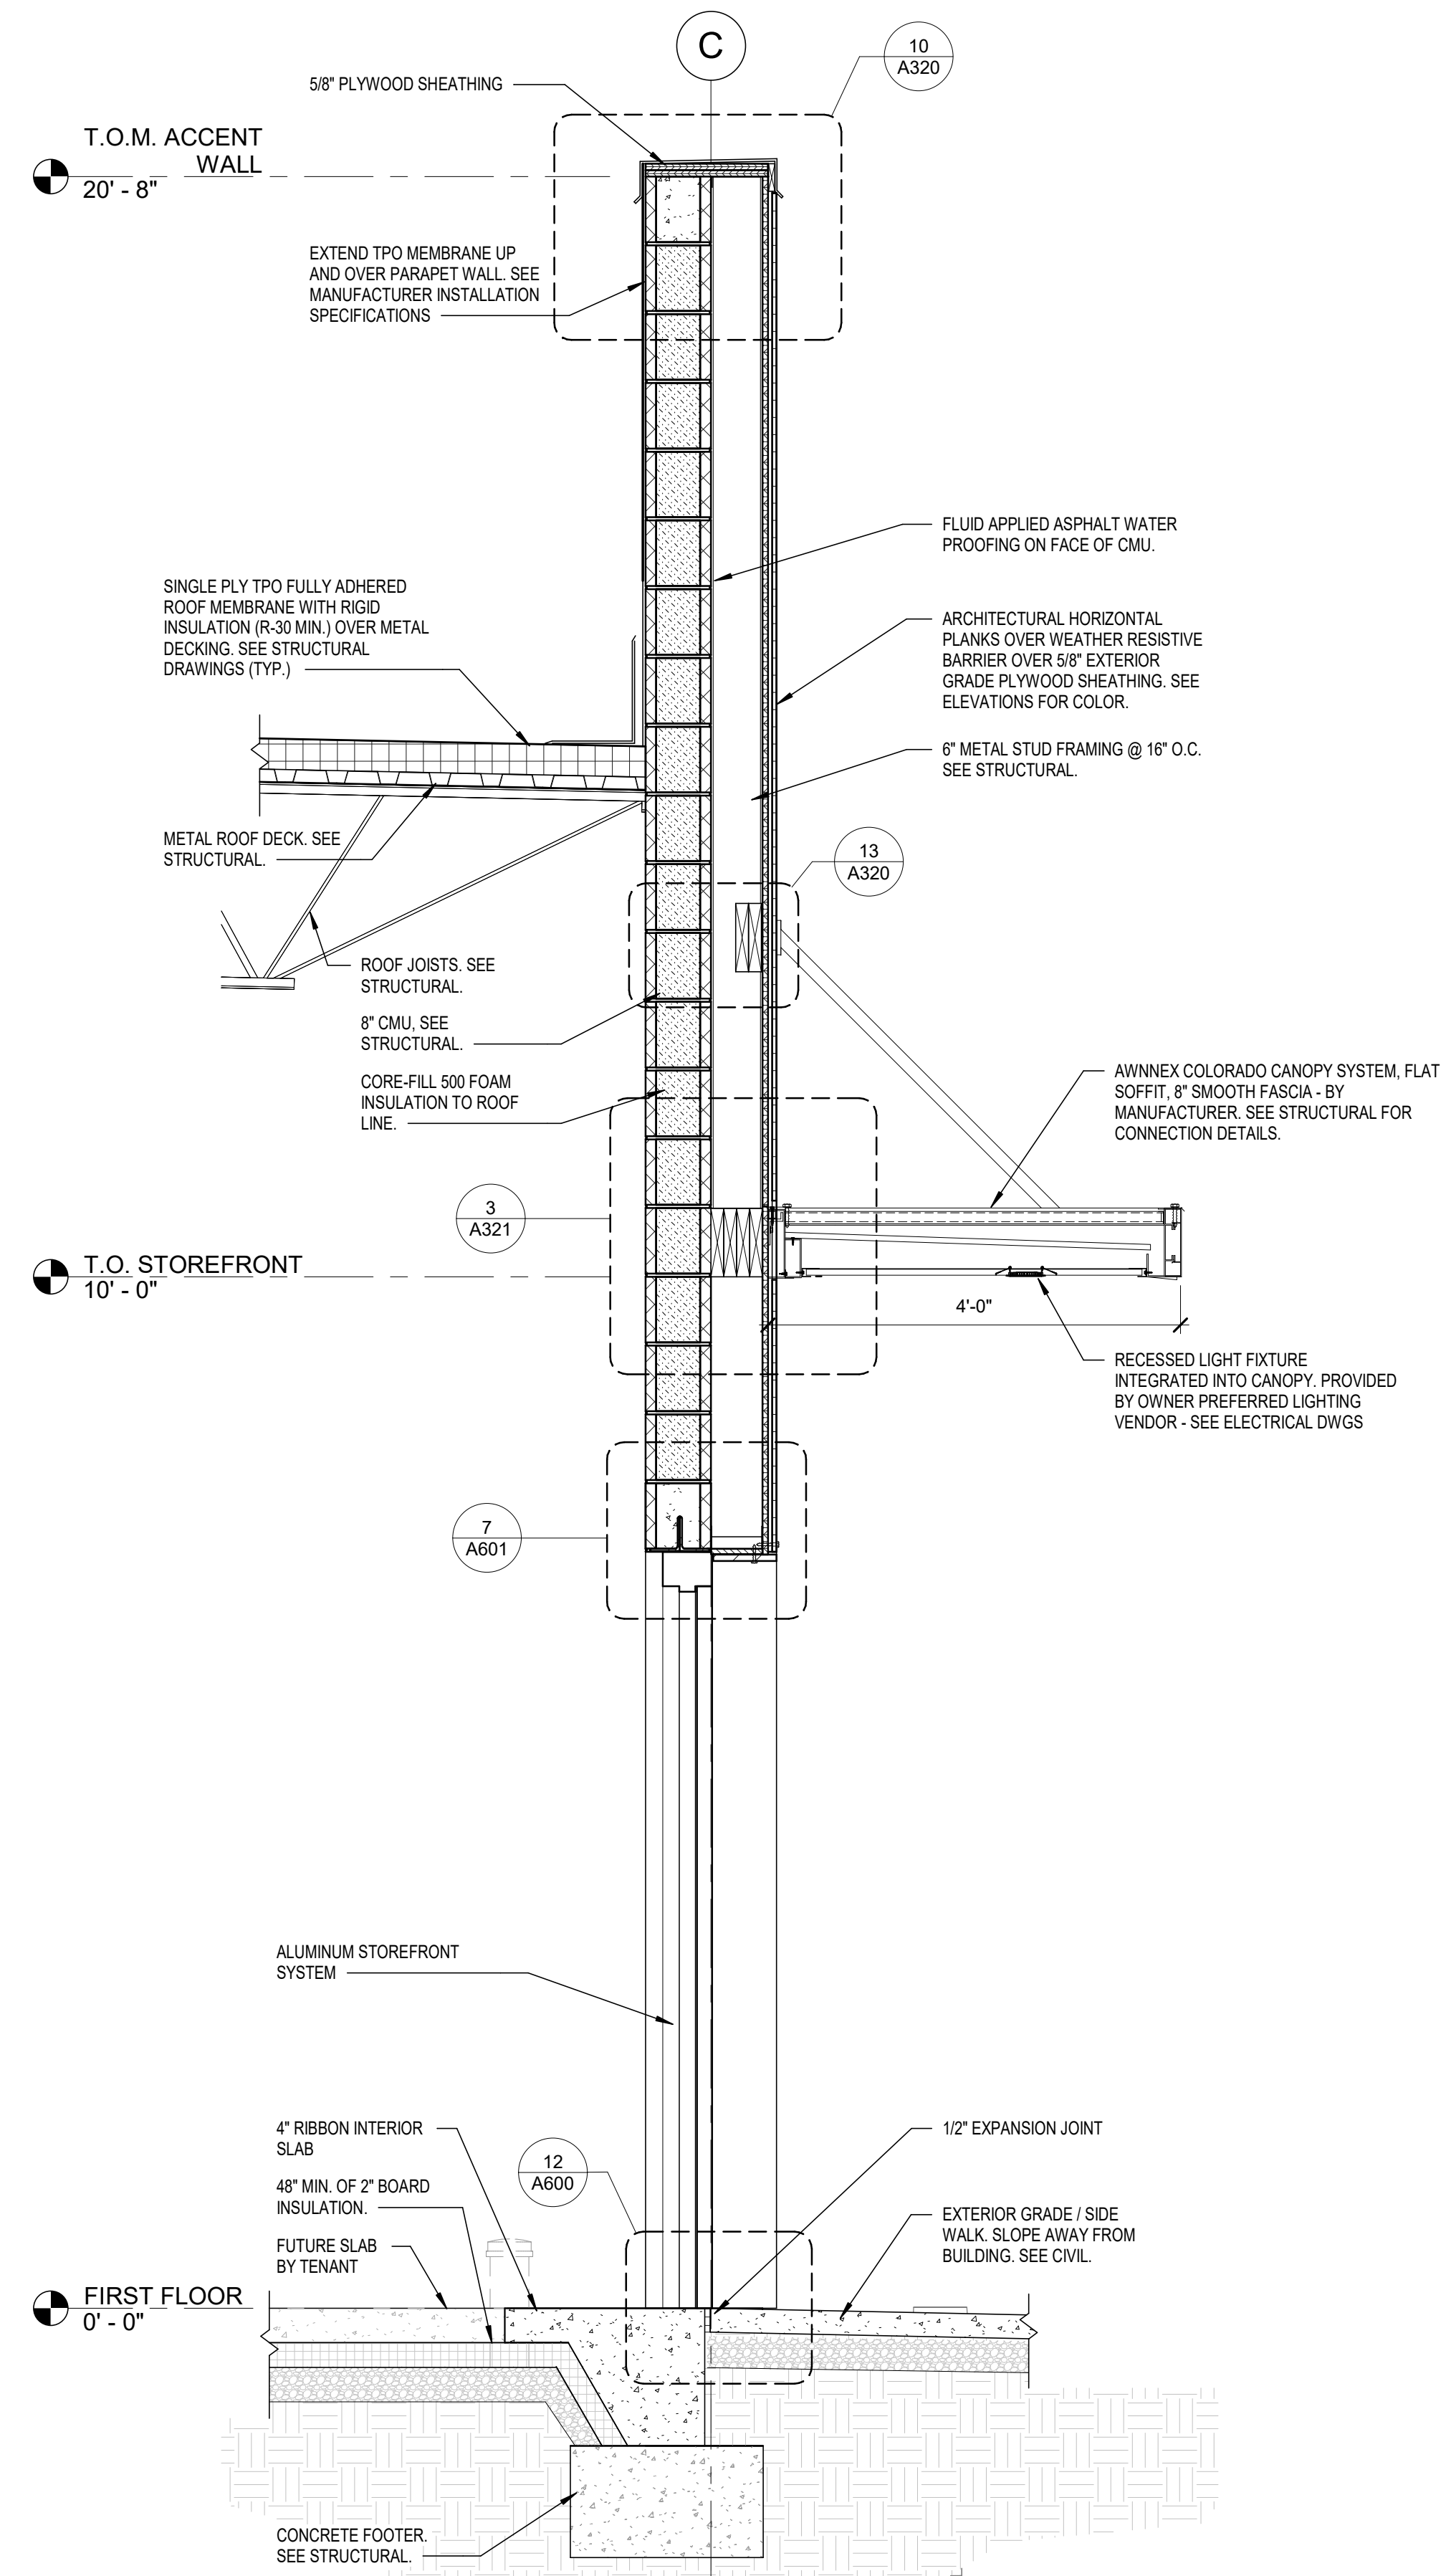 C
10
A320
5/8" PLYWOOD SHEATHING
T.O.M. ACCENT
WALL
20' - 8"
EXTEND TPO MEMBRANE UP
AND OVER PARAPET WALL. SEE
MANUFACTURER INSTALLATION
SPECIFICATIONS
FLUID APPLIED ASPHALT WATER
PROOFING ON FACE OF CMU.
SINGLE PLY TPO FULLY ADHERED
ROOF MEMBRANE WITH RIGID
INSULATION (R-30 MIN.) OVER METAL
DECKING. SEE STRUCTURAL
DRAWINGS (TYP.)
ARCHITECTURAL HORIZONTAL
PLANKS OVER WEATHER RESISTIVE
BARRIER OVER 5/8" EXTERIOR
GRADE PLYWOOD SHEATHING. SEE
ELEVATIONS FOR COLOR.
6" METAL STUD FRAMING @ 16" O.C.
SEE STRUCTURAL.
METAL ROOF DECK. SEE
STRUCTURAL.
13
A320
ROOF JOISTS. SEE
STRUCTURAL.
8" CMU, SEE
STRUCTURAL.
CORE-FILL 500 FOAM
INSULATION TO ROOF
LINE.
AWNNEX COLORADO CANOPY SYSTEM, FLAT
SOFFIT, 8" SMOOTH FASCIA - BY
MANUFACTURER. SEE STRUCTURAL FOR
CONNECTION DETAILS.
3
A321
T.O. STOREFRONT
10' - 0"
4'-0"
RECESSED LIGHT FIXTURE
INTEGRATED INTO CANOPY. PROVIDED
BY OWNER PREFERRED LIGHTING
VENDOR - SEE ELECTRICAL DWGS
7
A601
ALUMINUM STOREFRONT
SYSTEM
4" RIBBON INTERIOR
SLAB
1/2" EXPANSION JOINT
12
A600
48" MIN. OF 2" BOARD
INSULATION.
EXTERIOR GRADE / SIDE
WALK. SLOPE AWAY FROM
BUILDING. SEE CIVIL.
FUTURE SLAB
BY TENANT
FIRST FLOOR
0' - 0"
CONCRETE FOOTER.
SEE STRUCTURAL.